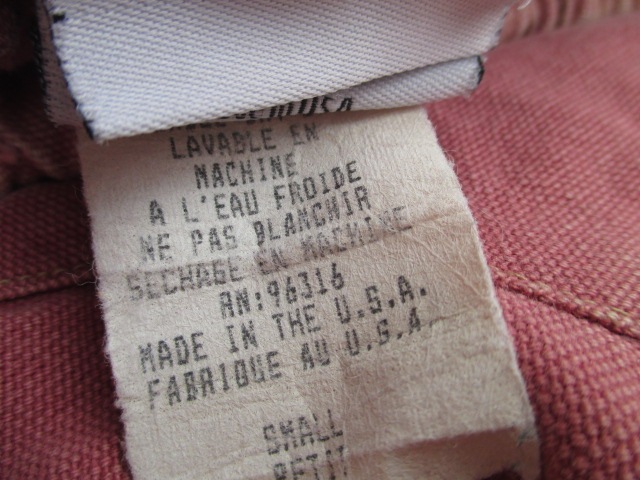 LAVABLE EN
MACHINE
A L'EAU FROIDE
NE PAS BLANCHIR
SECHAGE EN MACHINE
RN:96316
MADE IN THE U.S.A.
FABRIQUE AU U.S.A.
SMALL
PETIT